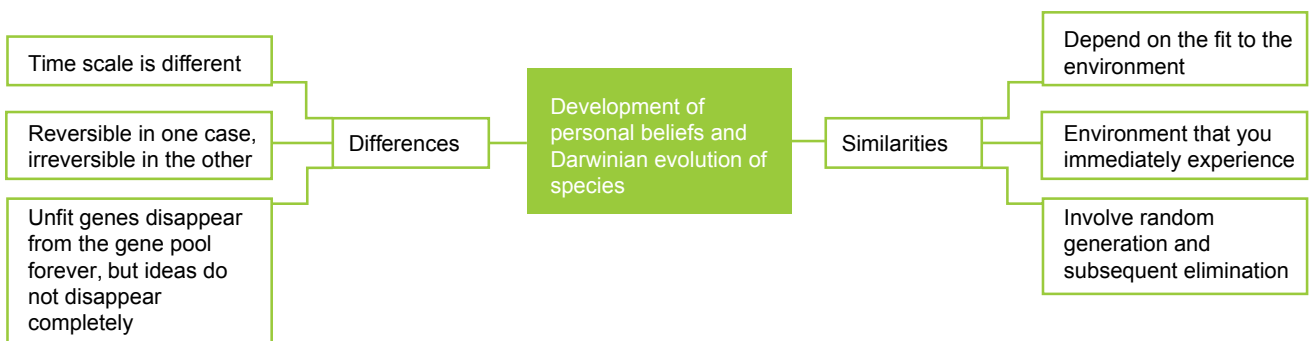 Time scale is different
Reversible in one case,
irreversible in the other
Unfit genes disappear
from the gene pool
forever, but ideas do
not disappear
completely
Differences
Development of
personal beliefs and
Darwinian evolution of
species
Similarities
Depend on the fit to the
environment
Environment that you
immediately experience
Involve random
generation and
subsequent elimination